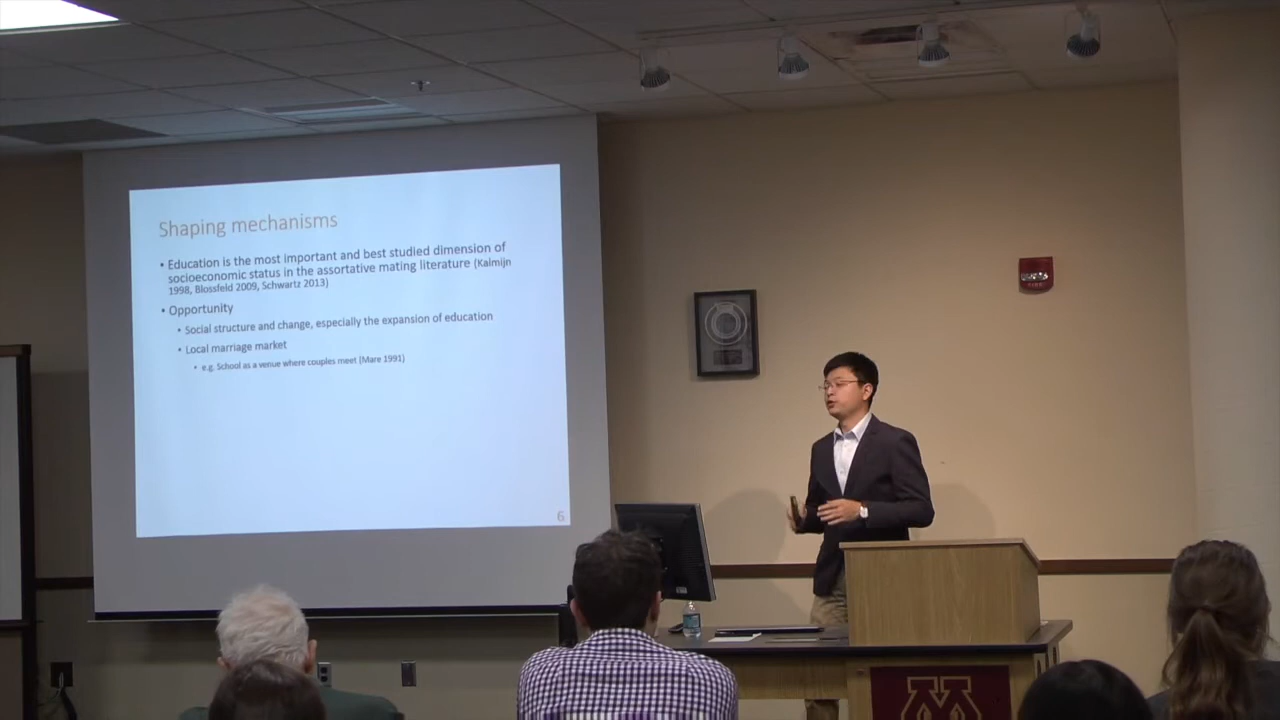 Shaping mechanisms
• Education is the most important and best studied dimension of
socioeconomic status in the assortative mating literature (Kalmijn
1998, Blossfeld 2009, Schwartz 2013)
• Opportunity
• Social structure and change, especially the expansion of education
• Local marriage market
• e.g. School as a venue where couples meet (Mare 1991)
6
FIRE
M